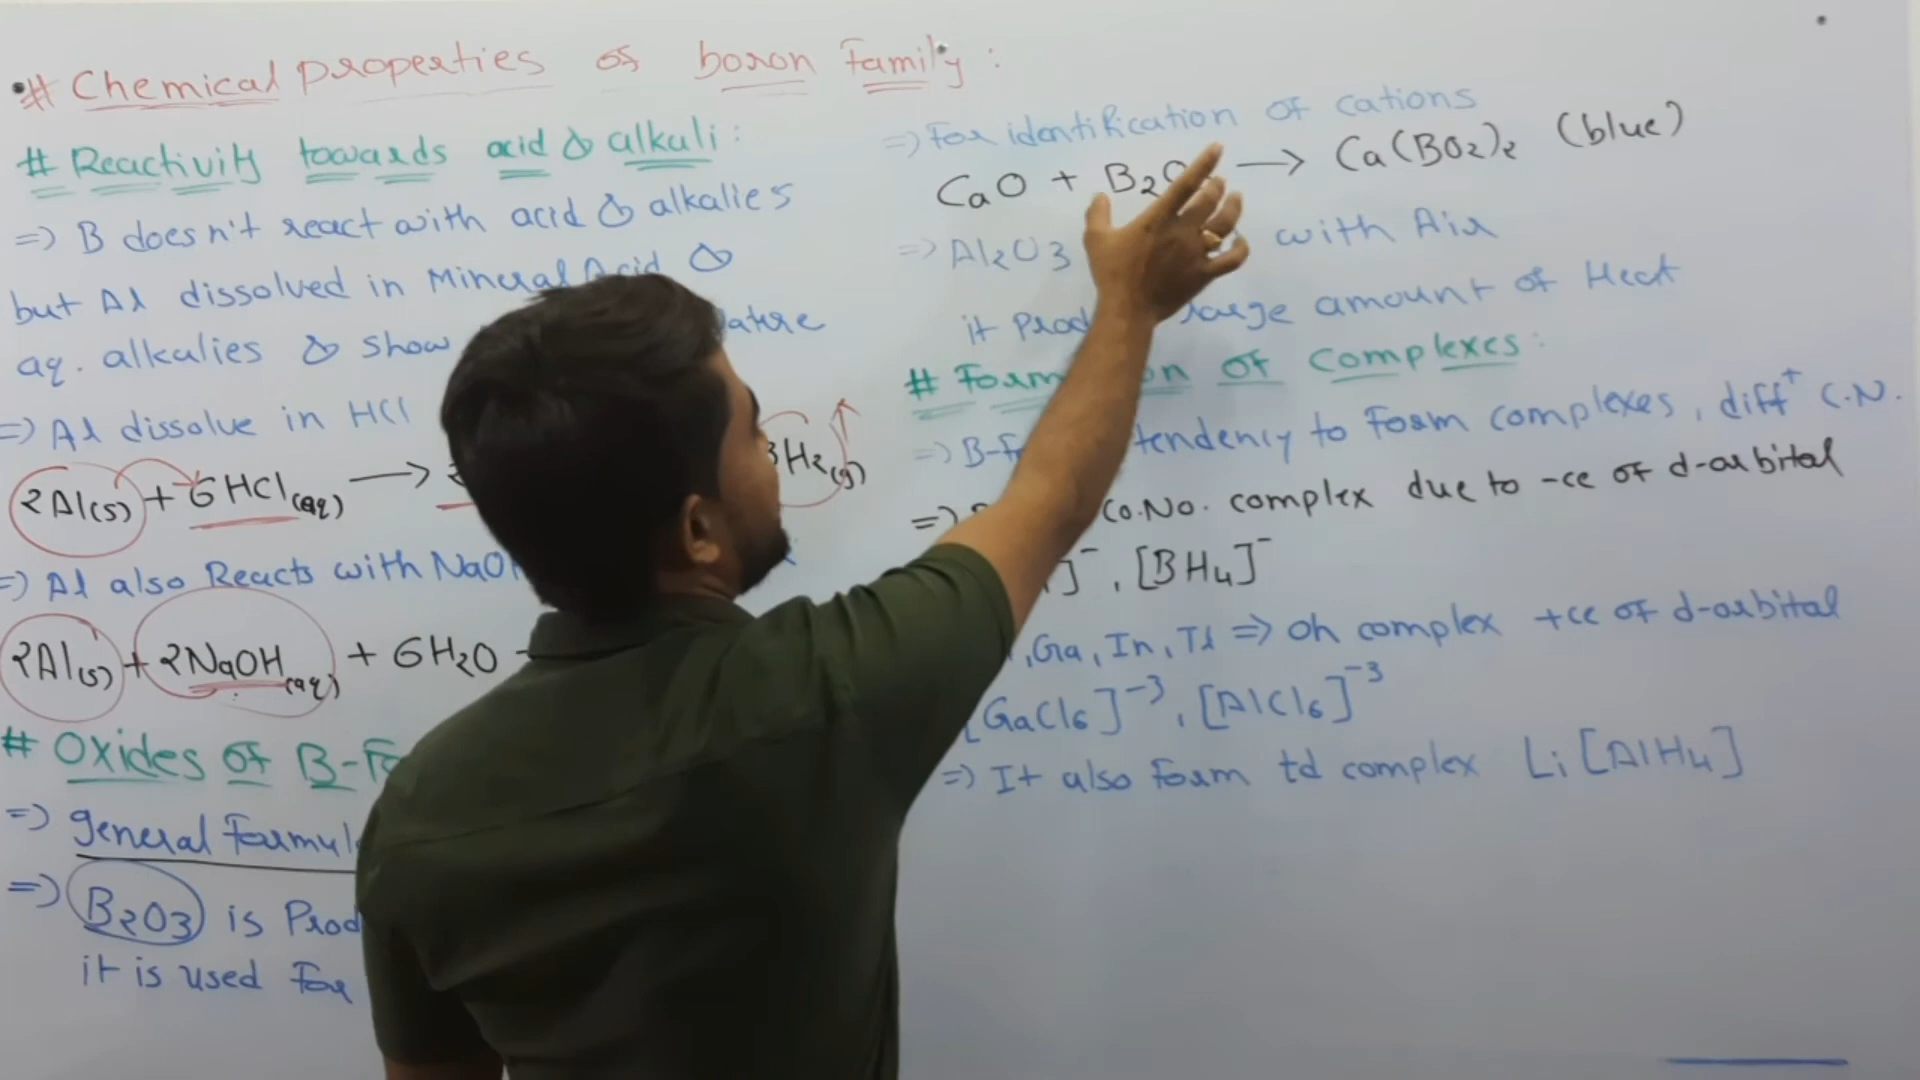 # Chemical properties of boron Family :
# Reactivity towards acid & alkali :
=> B doesn't react with acid & alkalies
but Al dissolved in Mineral Acid &
aq. alkalies & show
=> Al dissolve in HCl
2Al(s) + 6HCl(aq) → 3H2(g) ↑
=> Al also Reacts with NaOH
2Al(s) + 2NaOH(aq) + 6H2O
# Oxides of B-
=> general Formul
=> B2O3 is Prod
it is used For
=> For identification of cations
CaO + B2O → Ca(BO2)2 (blue)
=> Al2O3 with Air
it Prod large amount of Heat
# Form on of Complexes :
=> B-F tendency to Form complexes, diff+ C.N.
=> Co.No. complex due to -ce of d-orbital
]⁻, [BH4]⁻
, Ga, In, Tl => oh complex +ce of d-orbital
[GaCl6]⁻³, [AlCl6]⁻³
=> It also form td complex Li[AlH4]